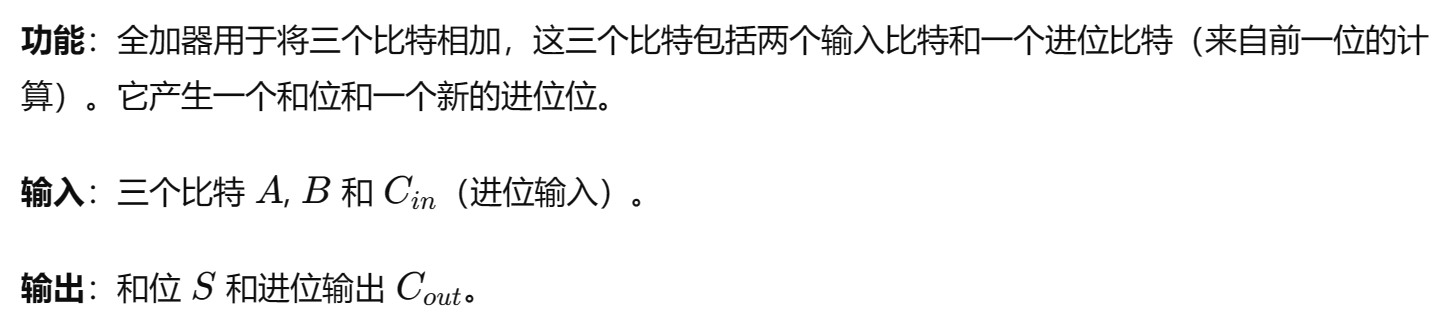 功能：全加器用于将三个比特相加，这三个比特包括两个输入比特和一个进位比特（来自前一位的计
算）。它产生一个和位和一个新的进位位。
输入：三个比特 A, B 和 C_{in}（进位输入）。
输出：和位 S 和进位输出 C_{out}。